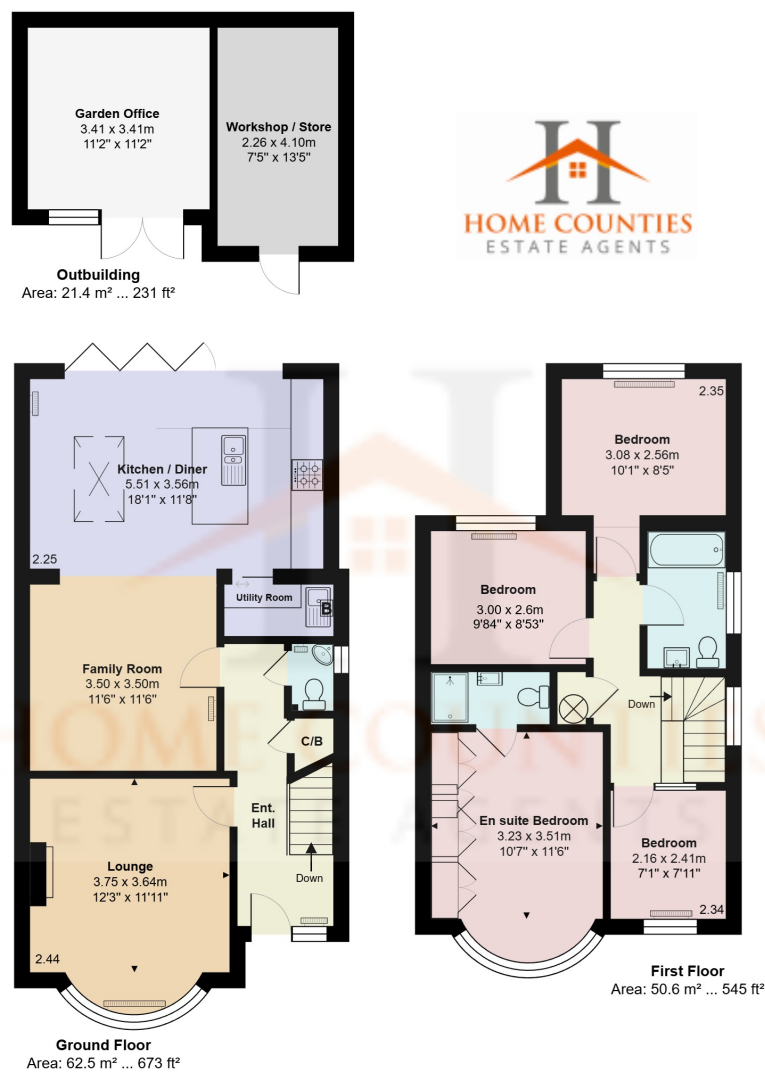 Garden Office
3.41 x 3.41m
11'2" x 11'2"
Workshop / Store
2.26 x 4.10m
7'5" x 13'5"
Outbuilding
Area: 21.4 m² ... 231 ft²
H
HOME COUNTIES
ESTATE AGENTS
Kitchen / Diner
5.51 x 3.56m
18'1" x 11'8"
2.25
Utility Room
B
Family Room
3.50 x 3.50m
11'6" x 11'6"
C/B
Ent.
Hall
Down
Lounge
3.75 x 3.64m
12'3" x 11'11"
2.44
Ground Floor
Area: 62.5 m² ... 673 ft²
2.35
Bedroom
3.08 x 2.56m
10'1" x 8'5"
Bedroom
3.00 x 2.6m
9'84" x 8'53"
Down
En suite Bedroom
3.23 x 3.51m
10'7" x 11'6"
Bedroom
2.16 x 2.41m
7'1" x 7'11"
2.34
First Floor
Area: 50.6 m² ... 545 ft²
HOME COUNTIES
ESTATE AGENTS